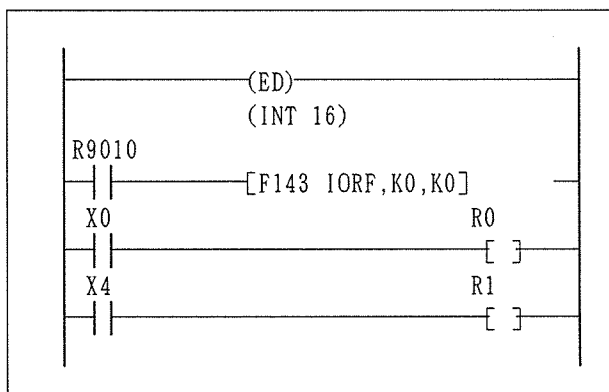 (ED)
(INT 16)
R9010
[F143 IORF,K0,K0]
X0 R0
X4 R1